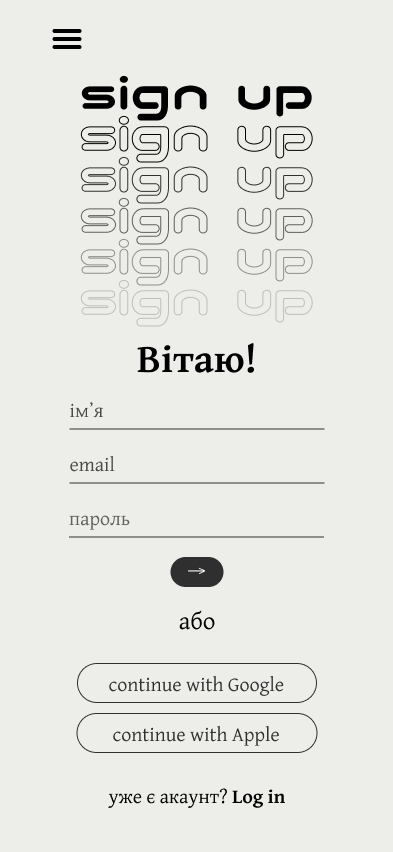 sign up
sign up
sign up
sign up
sign up
sign up
Вітаю!
ім’я
email
пароль
→
або
continue with Google
continue with Apple
уже є акаунт? Log in